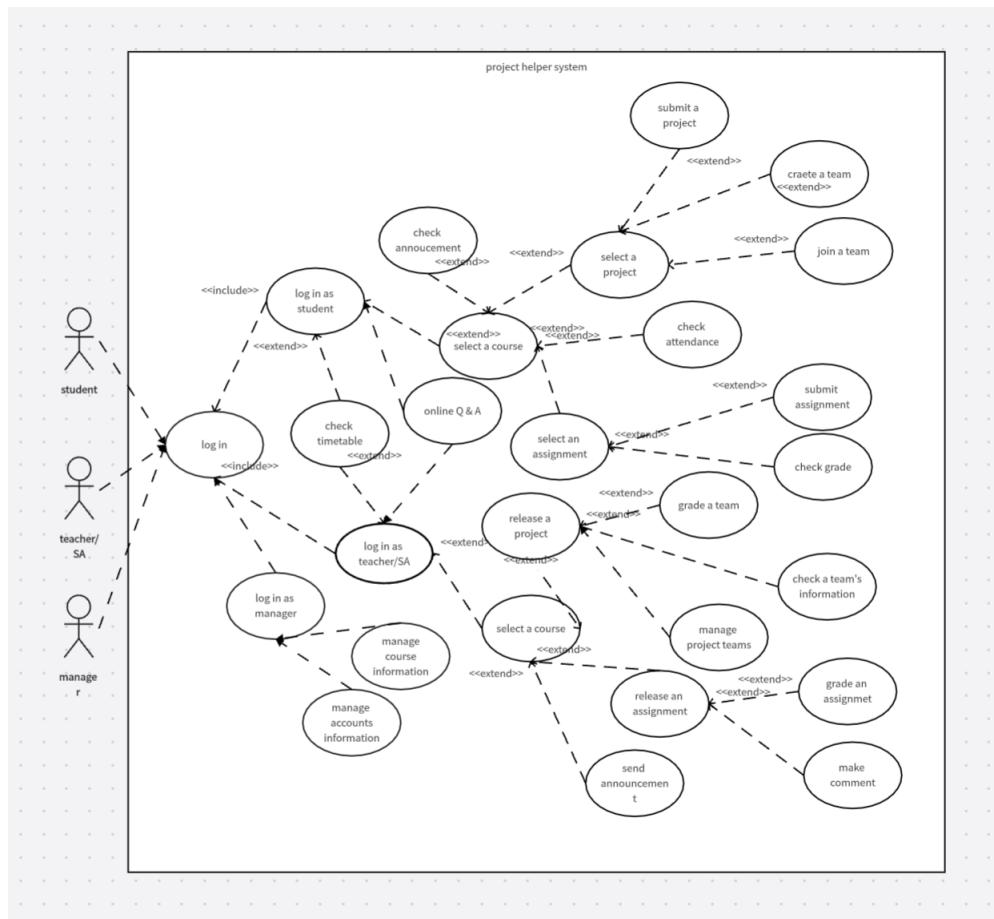 project helper system
submit a
project
<<extend>>
craete a team
<<extend>>
check
annoucement
<<extend>>
<<extend>>
select a
project
<<extend>>
join a team
<<include>>
log in as
student
<<extend>>
<<extend>>
select a course
<<extend>>
<<extend>>
check
attendance
student
log in
<<include>>
check
timetable
<<extend>>
online Q & A
select an
assignment
<<extend>>
<<extend>>
submit
assignment
check grade
teacher/
SA
log in as
teacher/SA
<<extend>
release a
project
<<extend>>
<<extend>>
<<extend>>
grade a team
check a team's
information
manage
r
log in as
manager
manage
course
information
manage
accounts
information
select a course
<<extend>>
<<extend>>
manage
project teams
release an
assignment
<<extend>>
<<extend>>
grade an
assignmet
send
announcemen
t
make
comment